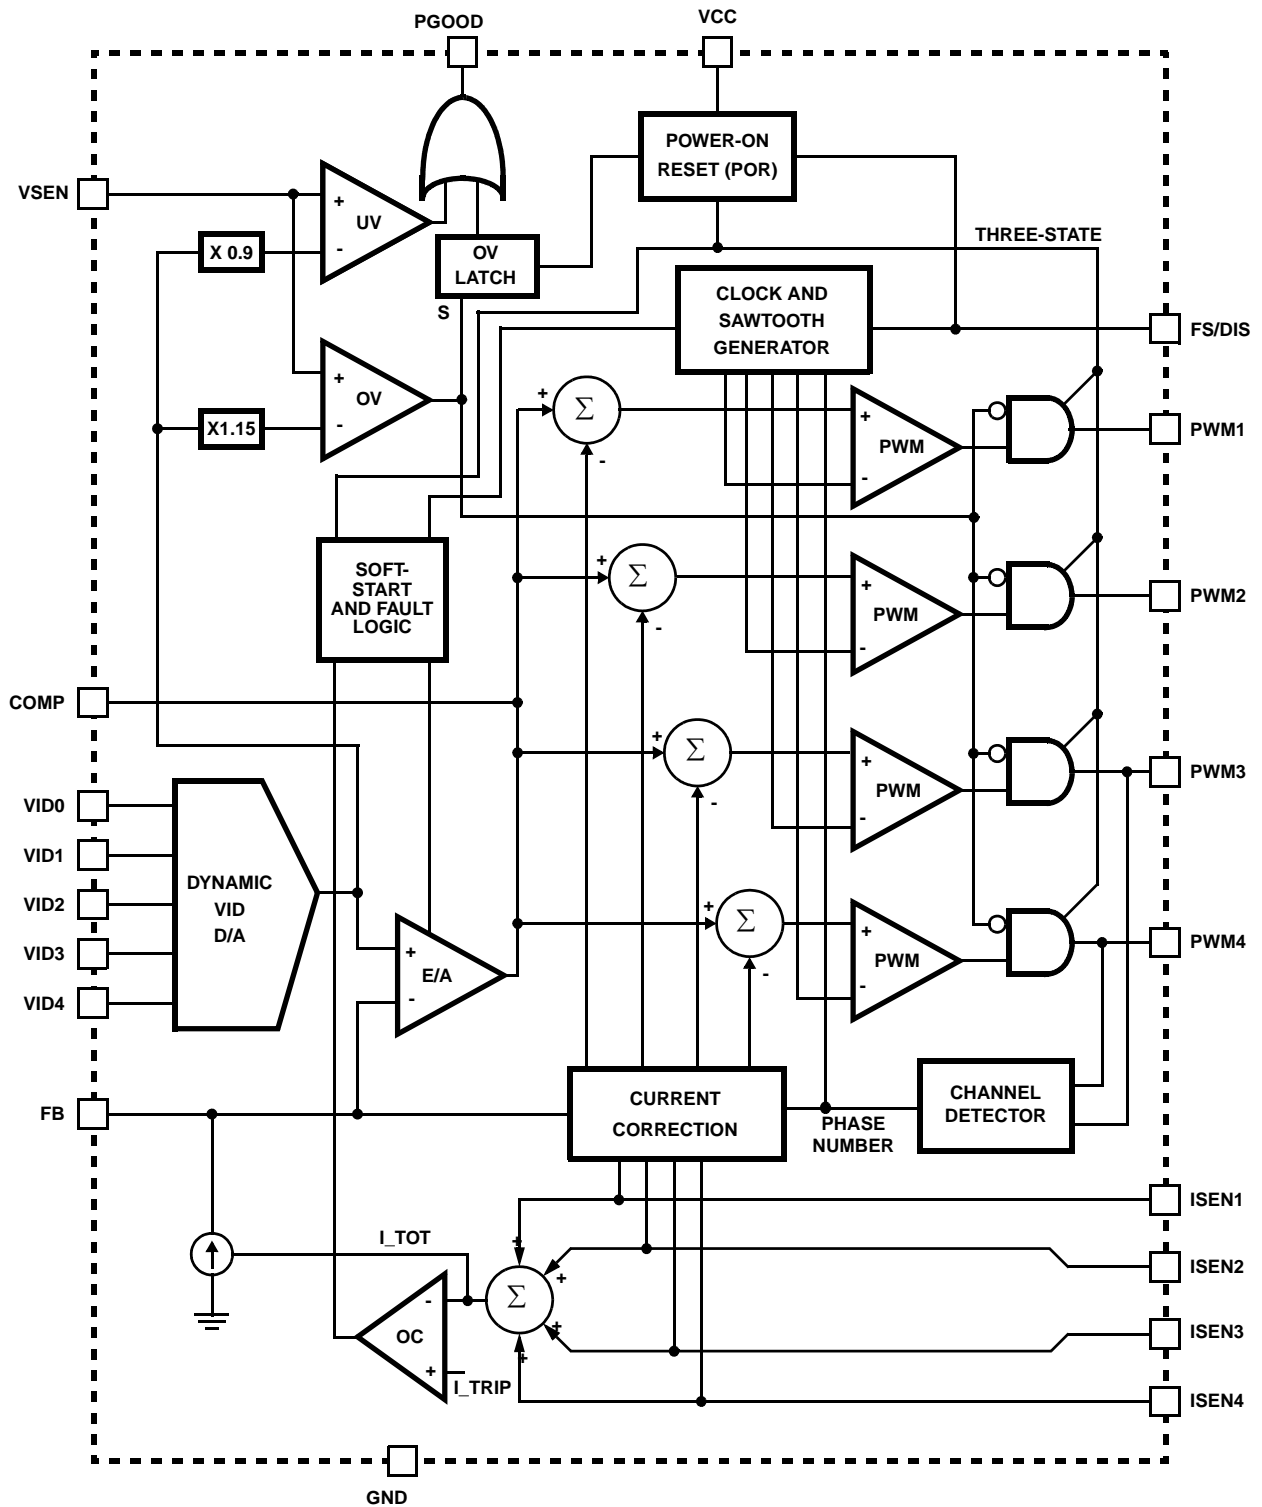 PGOOD
VCC
POWER-ON
RESET (POR)
VSEN
+
UV
-
X 0.9
OV
LATCH
S
THREE-STATE
CLOCK AND
SAWTOOTH
GENERATOR
FS/DIS
+
OV
-
X1.15
+
Σ
-
+
PWM
-
PWM1
SOFT-
START
AND FAULT
LOGIC
+
Σ
-
+
PWM
-
PWM2
COMP
+
Σ
-
+
PWM
-
PWM3
VID0
VID1
VID2
VID3
VID4
DYNAMIC
VID
D/A
+
E/A
-
+
Σ
-
+
PWM
-
PWM4
FB
CURRENT
CORRECTION
PHASE
NUMBER
CHANNEL
DETECTOR
ISEN1
I_TOT
+
+
ISEN2
-
OC
+
Σ
+
+
ISEN3
I_TRIP
ISEN4
GND